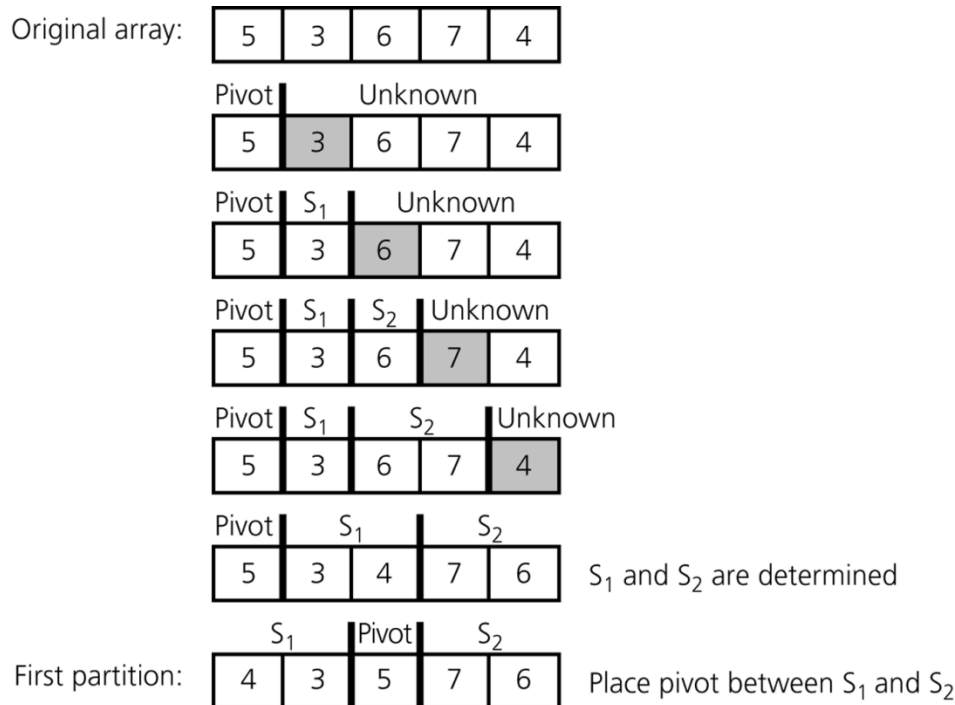 Original array: 5 3 6 7 4
Pivot Unknown
5 3 6 7 4
Pivot S₁ Unknown
5 3 6 7 4
Pivot S₁ S₂ Unknown
5 3 6 7 4
Pivot S₁ S₂ Unknown
5 3 6 7 4
Pivot S₁ S₂
5 3 4 7 6 S₁ and S₂ are determined
S₁ Pivot S₂
First partition: 4 3 5 7 6 Place pivot between S₁ and S₂